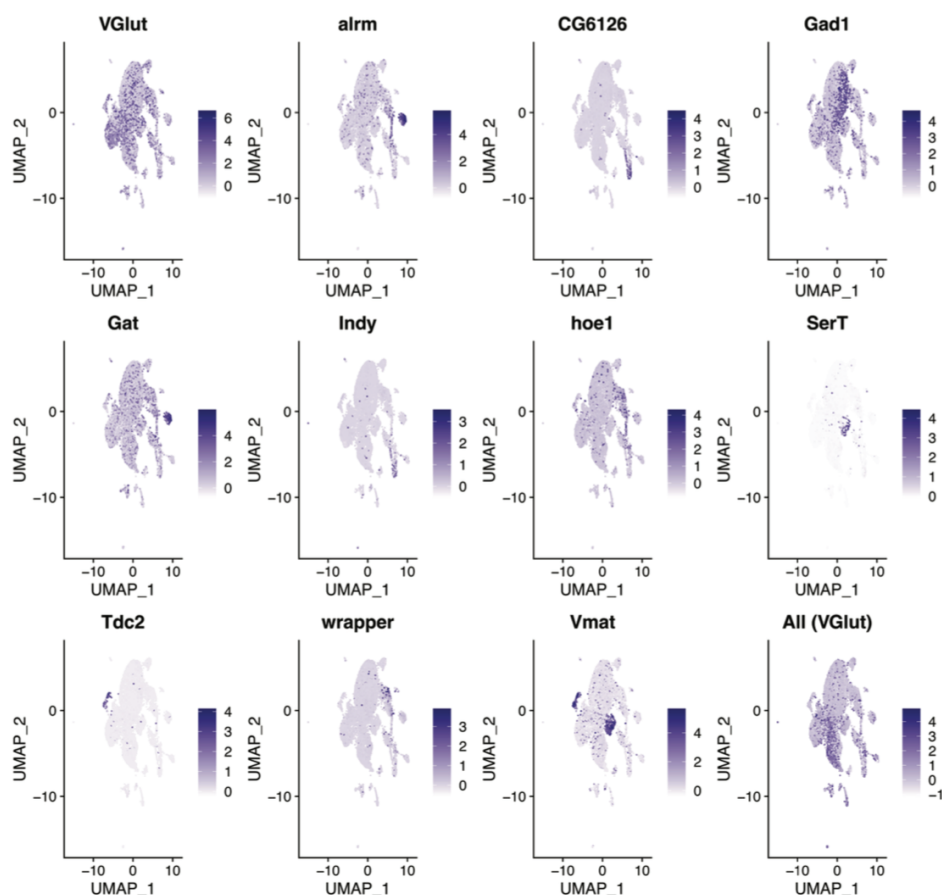 VGlut alrm CG6126 Gad1
UMAP_2 0 −10 6 4 2 0 UMAP_2 0 −10 4 2 0 UMAP_2 0 −10 4 3 2 1 0 UMAP_2 0 −10 4 3 2 1 0
−10 0 10 −10 0 10 −10 0 10 −10 0 10
UMAP_1 UMAP_1 UMAP_1 UMAP_1
Gat Indy hoe1 SerT
UMAP_2 0 −10 4 2 0 UMAP_2 0 −10 3 2 1 0 UMAP_2 0 −10 4 3 2 1 0 UMAP_2 0 −10 4 3 2 1 0
−10 0 10 −10 0 10 −10 0 10 −10 0 10
UMAP_1 UMAP_1 UMAP_1 UMAP_1
Tdc2 wrapper Vmat All (VGlut)
UMAP_2 0 −10 4 3 2 1 0 UMAP_2 0 −10 3 2 1 0 UMAP_2 0 −10 4 2 0 UMAP_2 0 −10 4 3 2 1 0 −1
−10 0 10 −10 0 10 −10 0 10 −10 0 10
UMAP_1 UMAP_1 UMAP_1 UMAP_1